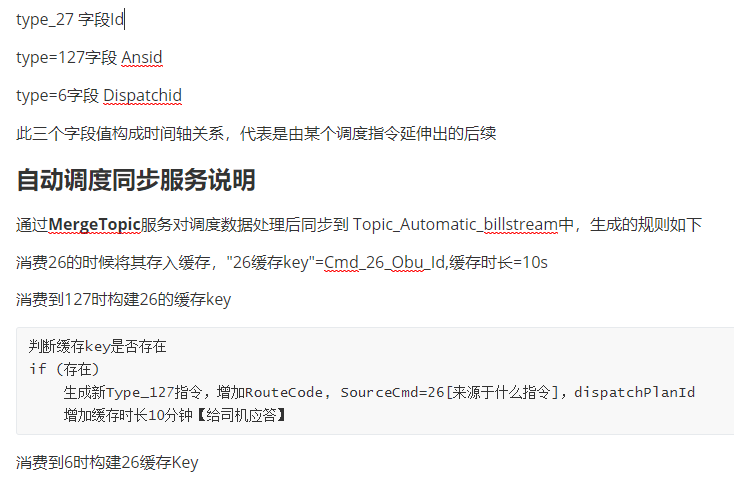 type_27 字段Id
type=127字段 Ansid
type=6字段 Dispatchid
此三个字段值构成时间轴关系，代表是由某个调度指令延伸出的后续
自动调度同步服务说明
通过MergeTopic服务对调度数据处理后同步到 Topic_Automatic_billstream中，生成的规则如下
消费26的时候将其存入缓存，"26缓存key"=Cmd_26_Obu_Id,缓存时长=10s
消费到127时构建26的缓存key
判断缓存key是否存在
if (存在)
生成新Type_127指令，增加RouteCode, SourceCmd=26[来源于什么指令]，dispatchPlanId
增加缓存时长10分钟【给司机应答】
消费到6时构建26缓存Key